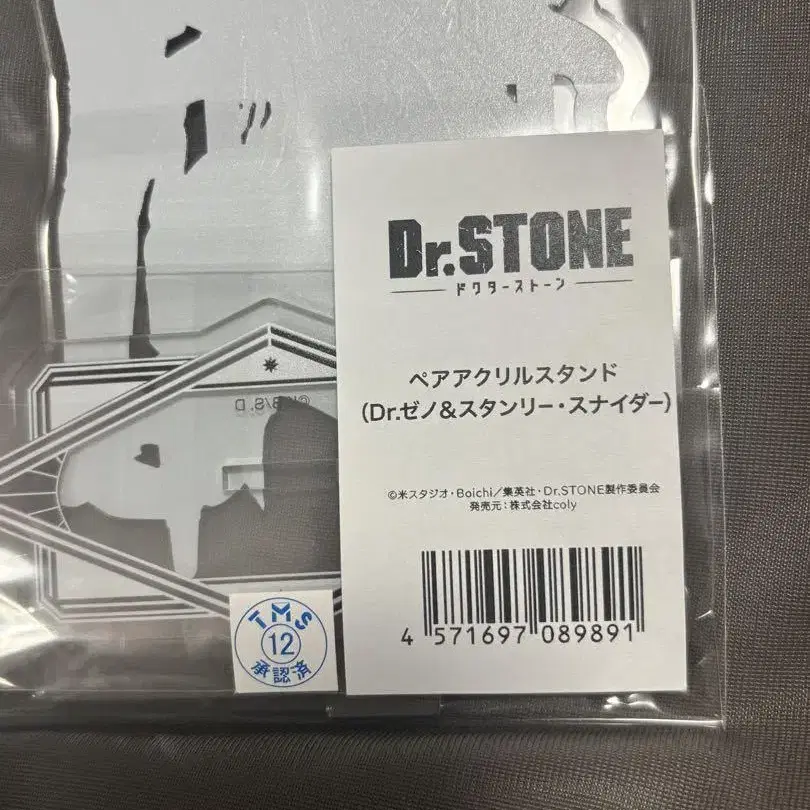 Dr.STONE
ドクターストーン
ペアアクリルスタンド
(Dr.ゼノ&スタンリー・スナイダー)
©米スタジオ・Boichi/集英社・Dr.STONE製作委員会
発売元:株式会社coly
4 571697 089891
TMS
12
承認済